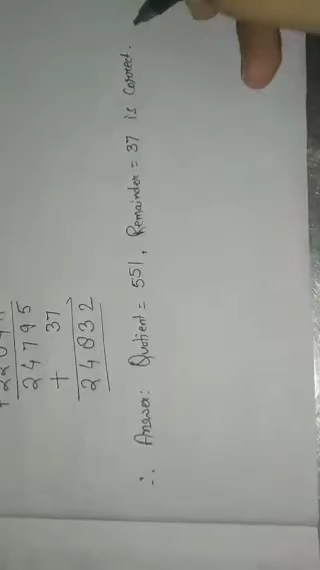 24795
+ 37
24832
∴ Answer: Quotient = 551, Remainder = 37 is correct.